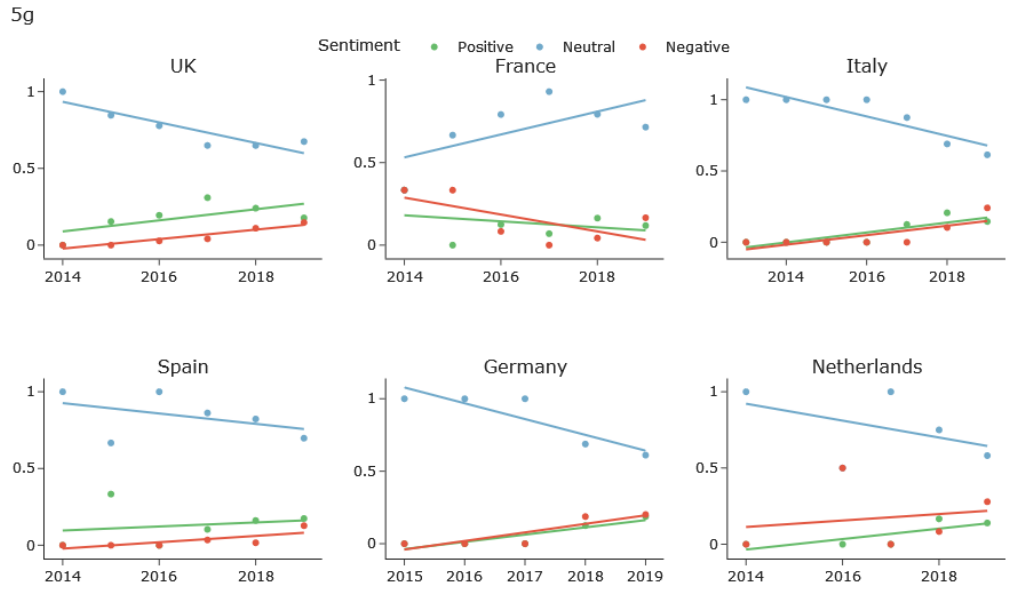 5g
Sentiment Positive Neutral Negative
UK France Italy
1 1 1
0.5 0.5 0.5
0 0 0
2014 2016 2018 2014 2016 2018 2014 2016 2018
Spain Germany Netherlands
1 1 1
0.5 0.5 0.5
0 0 0
2014 2016 2018 2015 2016 2017 2018 2019 2014 2016 2018